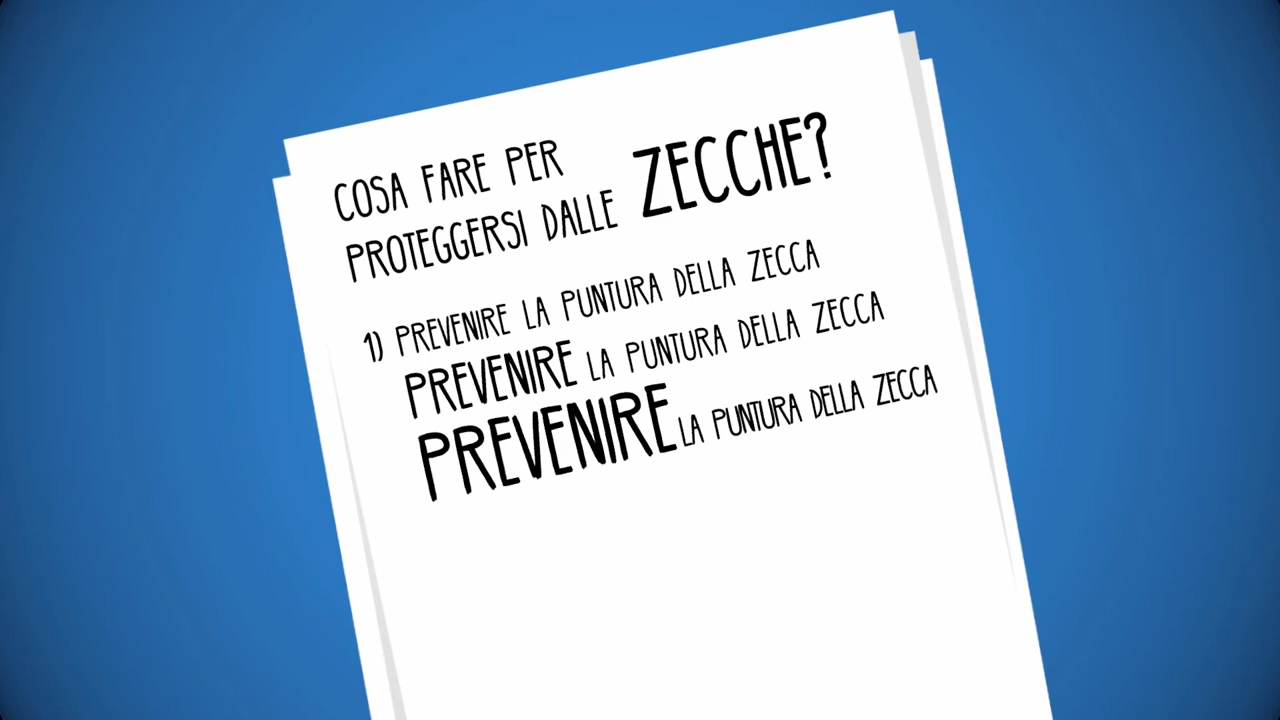 COSA FARE PER
PROTEGGERSI DALLE ZECCHE?
1) PREVENIRE LA PUNTURA DELLA ZECCA
PREVENIRE LA PUNTURA DELLA ZECCA
PREVENIRE LA PUNTURA DELLA ZECCA